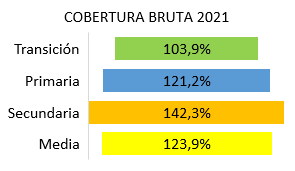 COBERTURA BRUTA 2021
Transición 103,9%
Primaria 121,2%
Secundaria 142,3%
Media 123,9%